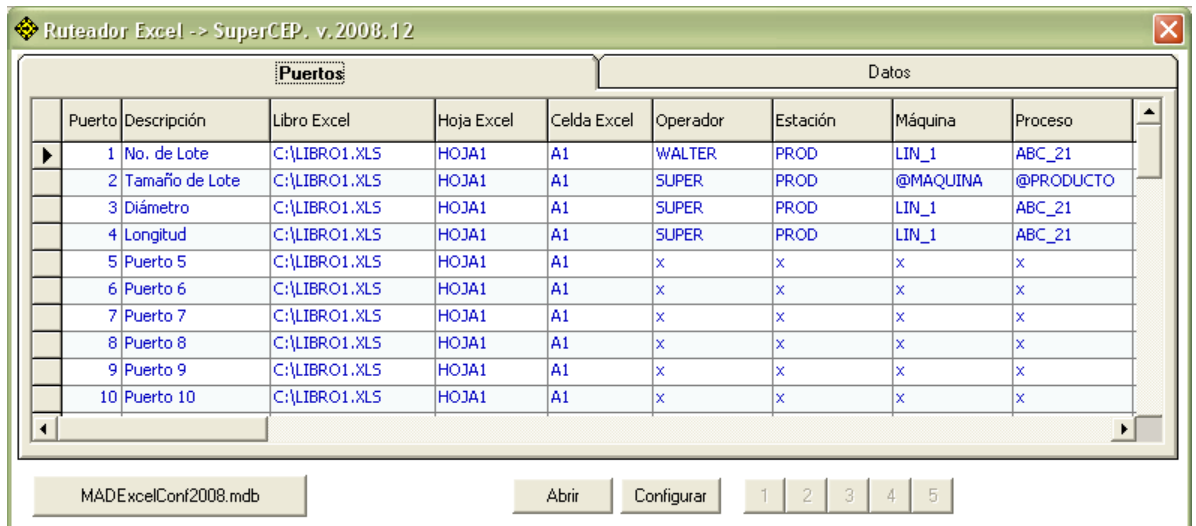 Ruteador Excel -> SuperCEP. v.2008.12
Puertos Datos
Puerto Descripción Libro Excel Hoja Excel Celda Excel Operador Estación Máquina Proceso
1 No. de Lote C:\LIBRO1.XLS HOJA1 A1 WALTER PROD LIN_1 ABC_21
2 Tamaño de Lote C:\LIBRO1.XLS HOJA1 A1 SUPER PROD @MAQUINA @PRODUCTO
3 Diámetro C:\LIBRO1.XLS HOJA1 A1 SUPER PROD LIN_1 ABC_21
4 Longitud C:\LIBRO1.XLS HOJA1 A1 SUPER PROD LIN_1 ABC_21
5 Puerto 5 C:\LIBRO1.XLS HOJA1 A1 x x x x
6 Puerto 6 C:\LIBRO1.XLS HOJA1 A1 x x x x
7 Puerto 7 C:\LIBRO1.XLS HOJA1 A1 x x x x
8 Puerto 8 C:\LIBRO1.XLS HOJA1 A1 x x x x
9 Puerto 9 C:\LIBRO1.XLS HOJA1 A1 x x x x
10 Puerto 10 C:\LIBRO1.XLS HOJA1 A1 x x x x
MADExcelConf2008.mdb Abrir Configurar 1 2 3 4 5